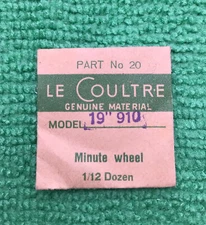 PART No 20
LE COULTRE
GENUINE MATERIAL
MODEL 19''' 910
Minute wheel
1/12 Dozen